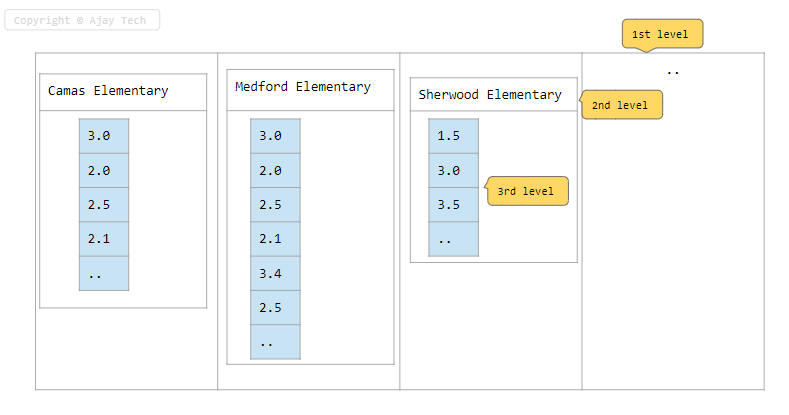 Copyright @ Ajay Tech
1st level
..
Camas Elementary
3.0
2.0
2.5
2.1
..
Medford Elementary
3.0
2.0
2.5
2.1
3.4
2.5
..
Sherwood Elementary
2nd level
1.5
3.0
3.5
..
3rd level